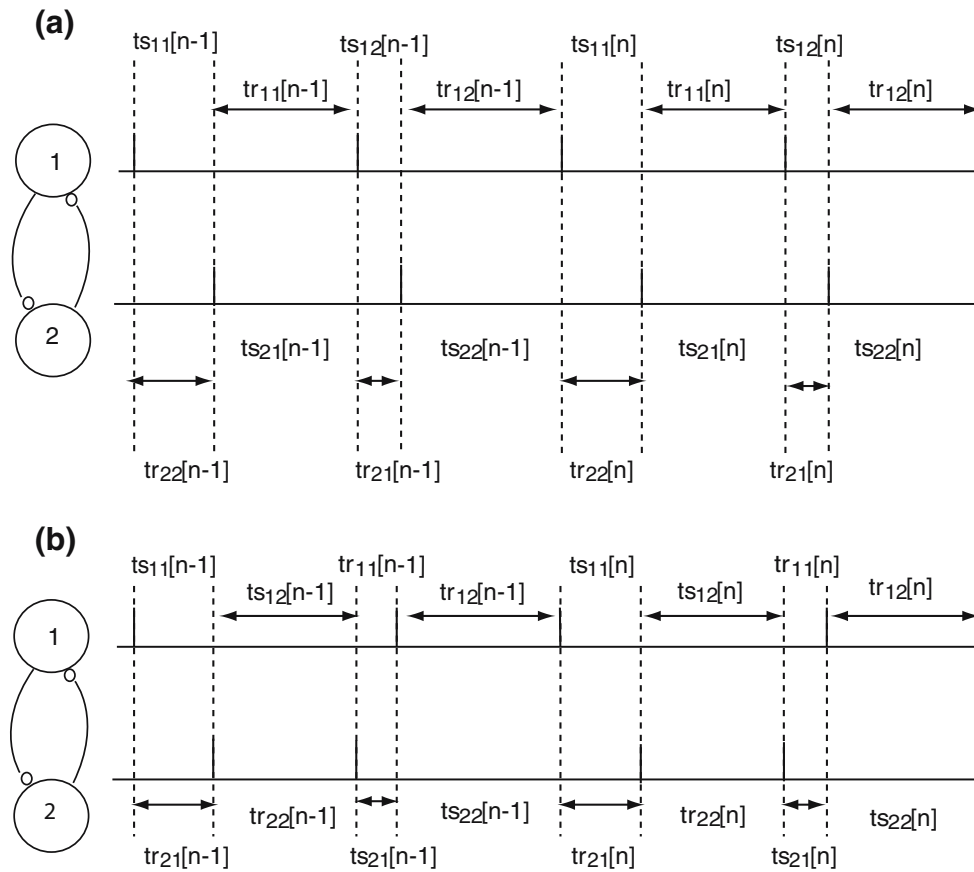 (a)
ts11[n-1] ts12[n-1] ts11[n] ts12[n]
tr11[n-1] tr12[n-1] tr11[n] tr12[n]
1
2
ts21[n-1] ts22[n-1] ts21[n] ts22[n]
tr22[n-1] tr21[n-1] tr22[n] tr21[n]
(b)
ts11[n-1] tr11[n-1] ts11[n] tr11[n]
ts12[n-1] tr12[n-1] ts12[n] tr12[n]
1
2
tr22[n-1] ts22[n-1] tr22[n] ts22[n]
tr21[n-1] ts21[n-1] tr21[n] ts21[n]